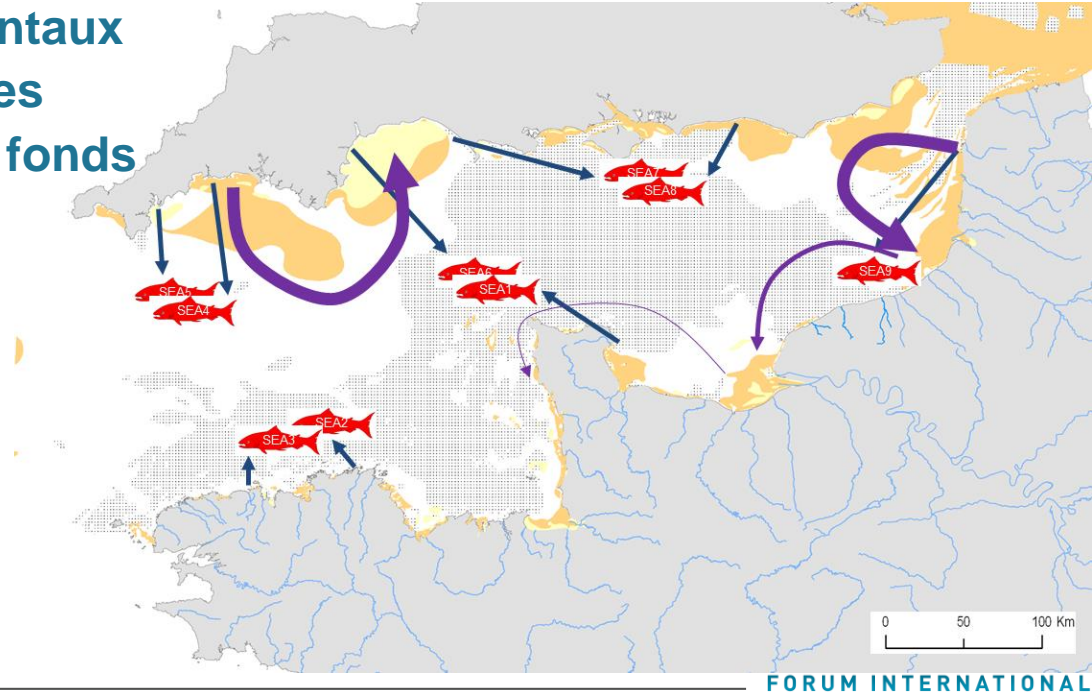 ntaux
es
fonds
SEA7
SEA8
SEA6
SEA1
SEA5
SEA4
SEA9
SEA2
SEA3
0 50 100 Km
FORUM INTERNATIONAL